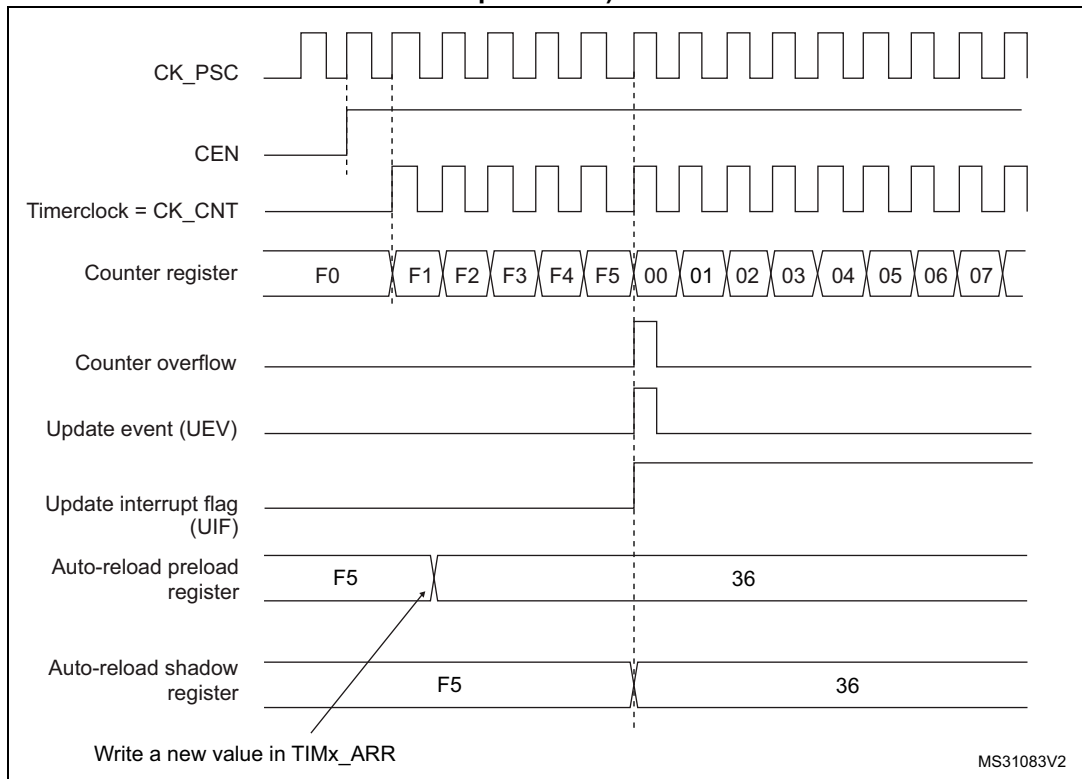 CK_PSC
CEN
Timerclock = CK_CNT
Counter register F0 F1 F2 F3 F4 F5 00 01 02 03 04 05 06 07
Counter overflow
Update event (UEV)
Update interrupt flag
(UIF)
Auto-reload preload
register
F5 36
Auto-reload shadow
register
F5 36
Write a new value in TIMx_ARR
MS31083V2